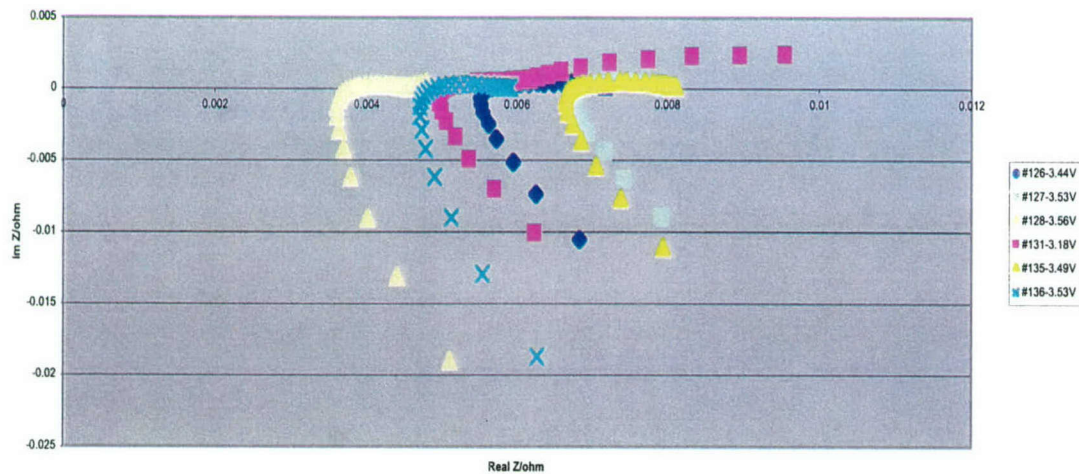 0.005
0
0 0.002 0.004 0.006 0.008 0.01 0.012
-0.005
-0.01
-0.015
-0.02
-0.025
Im Z/ohm
Real Z/ohm
#126-3.44V
#127-3.53V
#128-3.56V
#131-3.18V
#135-3.49V
#136-3.53V